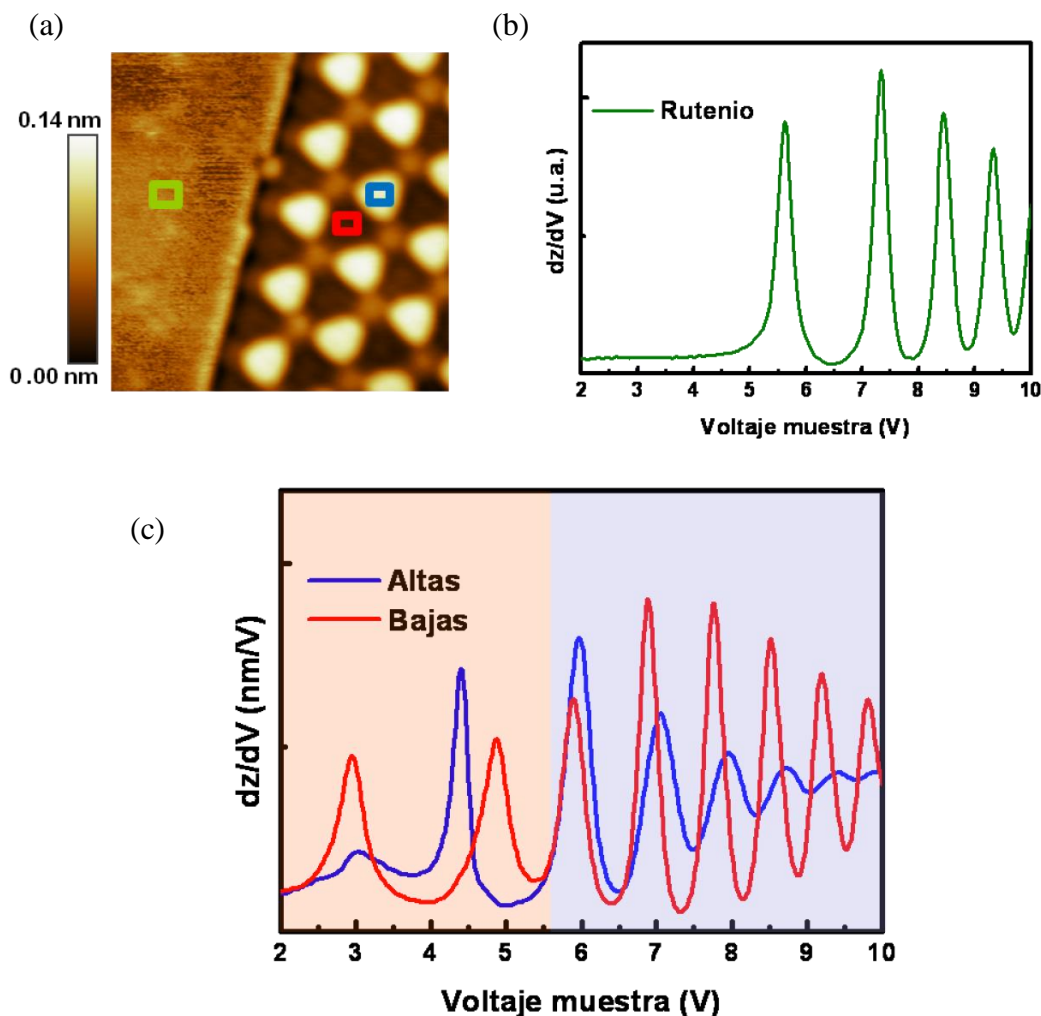 (a)
0.14 nm
0.00 nm
(b)
Rutenio
dz/dV (u.a.)
2 3 4 5 6 7 8 9 10
Voltaje muestra (V)
(c)
Altas
Bajas
dz/dV (nm/V)
2 3 4 5 6 7 8 9 10
Voltaje muestra (V)